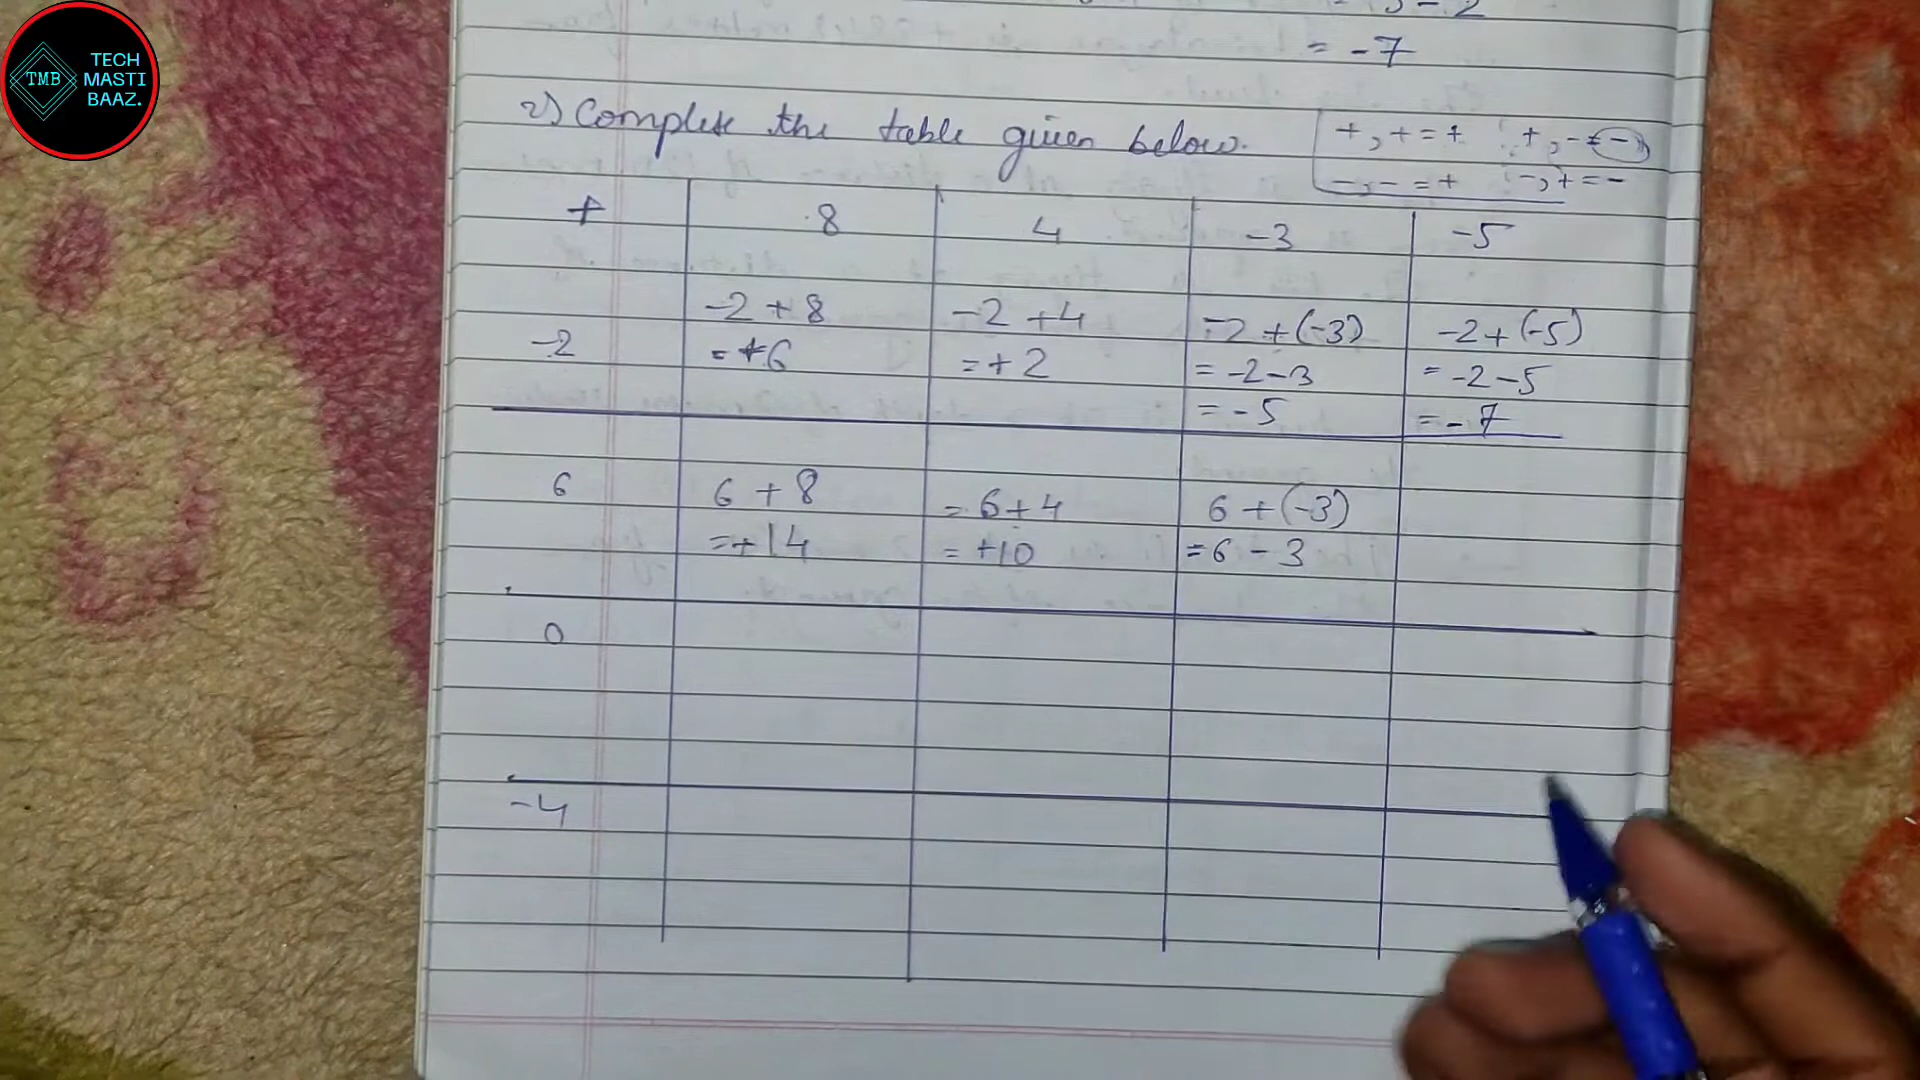 TMB
TECH
MASTI
BAAZ.
= -7
2) Complete the table given below.
+,+ = + +,- = -
-,- = + -,+ = -
+ 8 4 -3 -5
-2 + 8 -2 + 4 -2 + (-3) -2 + (-5)
-2 = +6 = +2 = -2-3 = -2-5
= -5 = -7
6 6 + 8 = 6+4 6 + (-3)
= +14 = +10 = 6 - 3
0
-4